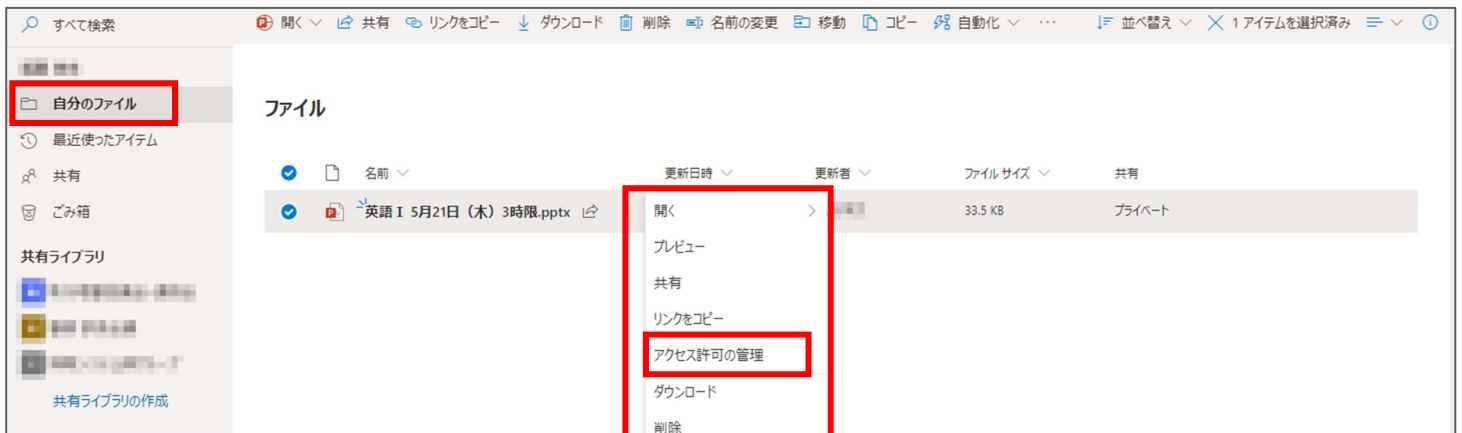 すべて検索
開く 共有 リンクをコピー ダウンロード 削除 名前の変更 移動 コピー 自動化 … 並べ替え 1 アイテムを選択済み
自分のファイル
最近使ったアイテム
共有
ごみ箱
共有ライブラリ
共有ライブラリの作成
ファイル
名前 更新日時 更新者 ファイル サイズ 共有
英語 I 5月21日（木）3時限.pptx 33.5 KB プライベート
開く
プレビュー
共有
リンクをコピー
アクセス許可の管理
ダウンロード
削除